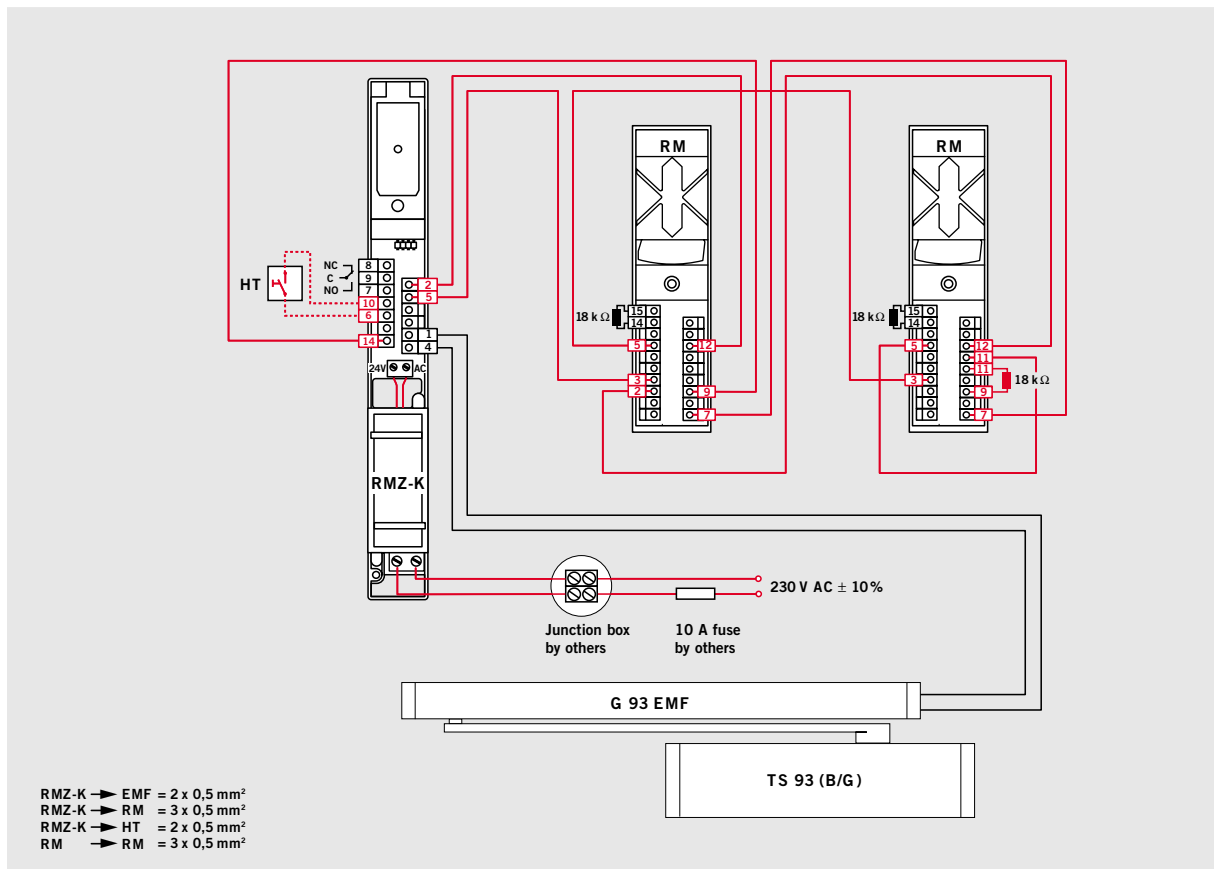 RM
RM
HT
NC
C
NO
8
9
7
10
6
14
2
5
1
4
24V
AC
RMZ-K
18 k Ω
15
14
5
3
2
12
9
7
18 k Ω
15
14
5
3
12
11
11
9
7
18 k Ω
230 V AC ± 10%
Junction box
by others
10 A fuse
by others
G 93 EMF
TS 93 (B/G)
RMZ-K → EMF = 2 x 0,5 mm²
RMZ-K → RM = 3 x 0,5 mm²
RMZ-K → HT = 2 x 0,5 mm²
RM → RM = 3 x 0,5 mm²